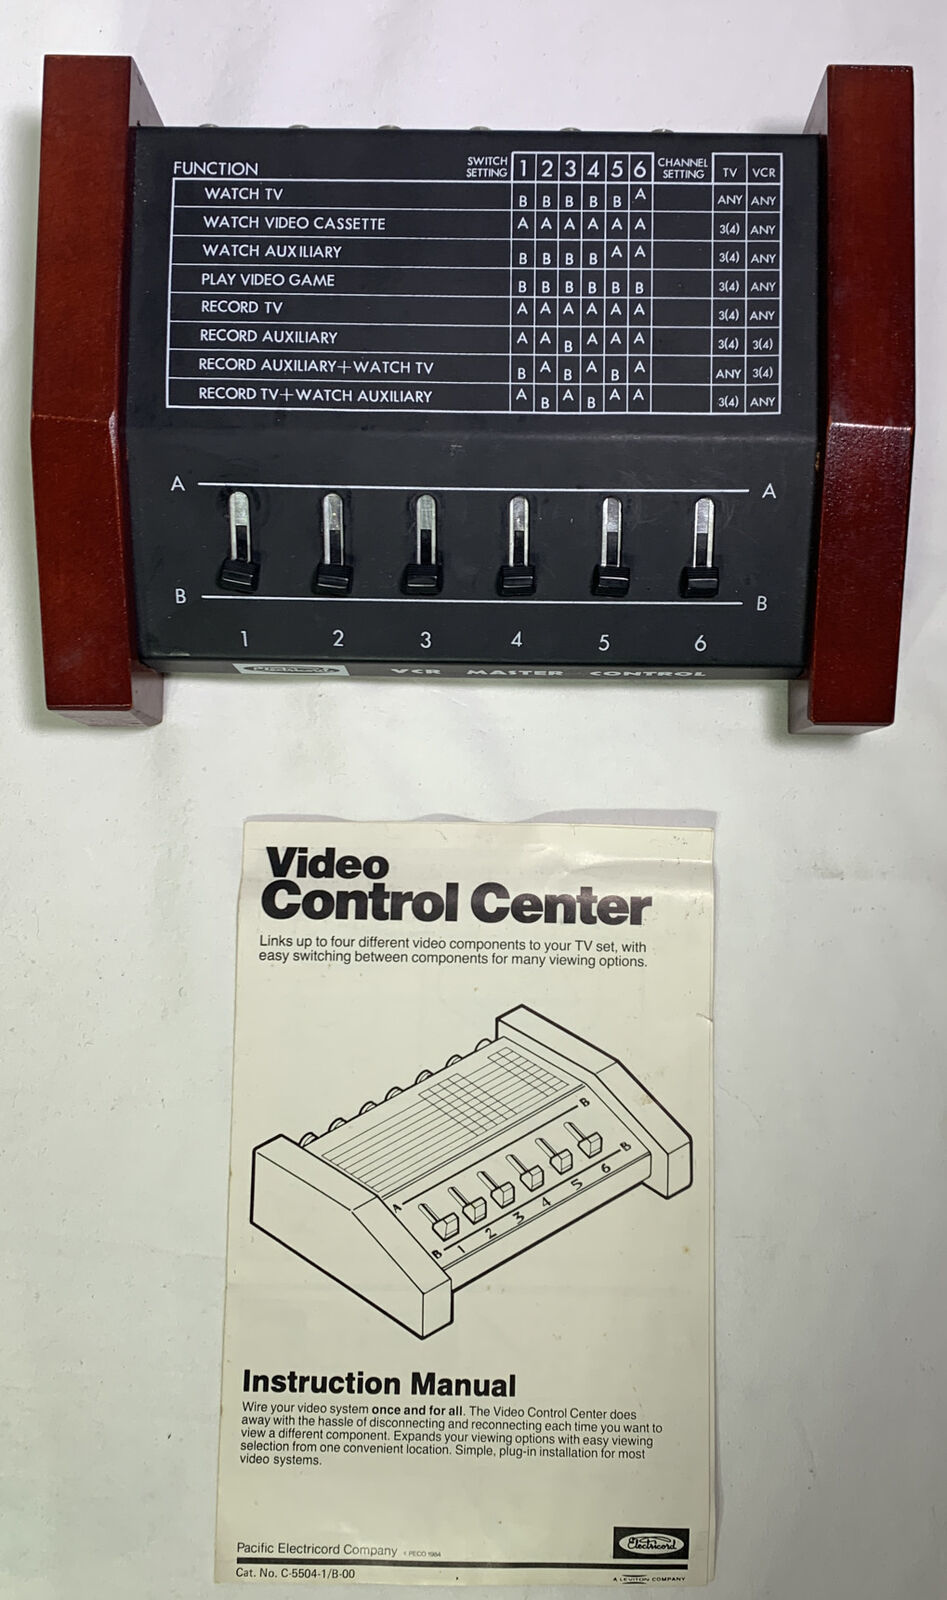 FUNCTION SWITCH SETTING 1 2 3 4 5 6 CHANNEL SETTING TV VCR
WATCH TV B B B B B A ANY ANY
WATCH VIDEO CASSETTE A A A A A A 3(4) ANY
WATCH AUXILIARY B B B B A A 3(4) ANY
PLAY VIDEO GAME B B B B B B 3(4) ANY
RECORD TV A A A A A A 3(4) ANY
RECORD AUXILIARY A A B A A A 3(4) 3(4)
RECORD AUXILIARY+WATCH TV B A B A B A ANY 3(4)
RECORD TV+WATCH AUXILIARY A B A B A A 3(4) ANY
A A
B B
1 2 3 4 5 6
Electricord VCR MASTER CONTROL
Video
Control Center
Links up to four different video components to your TV set, with
easy switching between components for many viewing options.
A B
B 1 2 3 4 5 6 B
Instruction Manual
Wire your video system once and for all. The Video Control Center does
away with the hassle of disconnecting and reconnecting each time you want to
view a different component. Expands your viewing options with easy viewing
selection from one convenient location. Simple, plug-in installation for most
video systems.
Electricord
Pacific Electricord Company © PECO 1984
Cat. No. C-5504-1/B-00
A LEVITON COMPANY